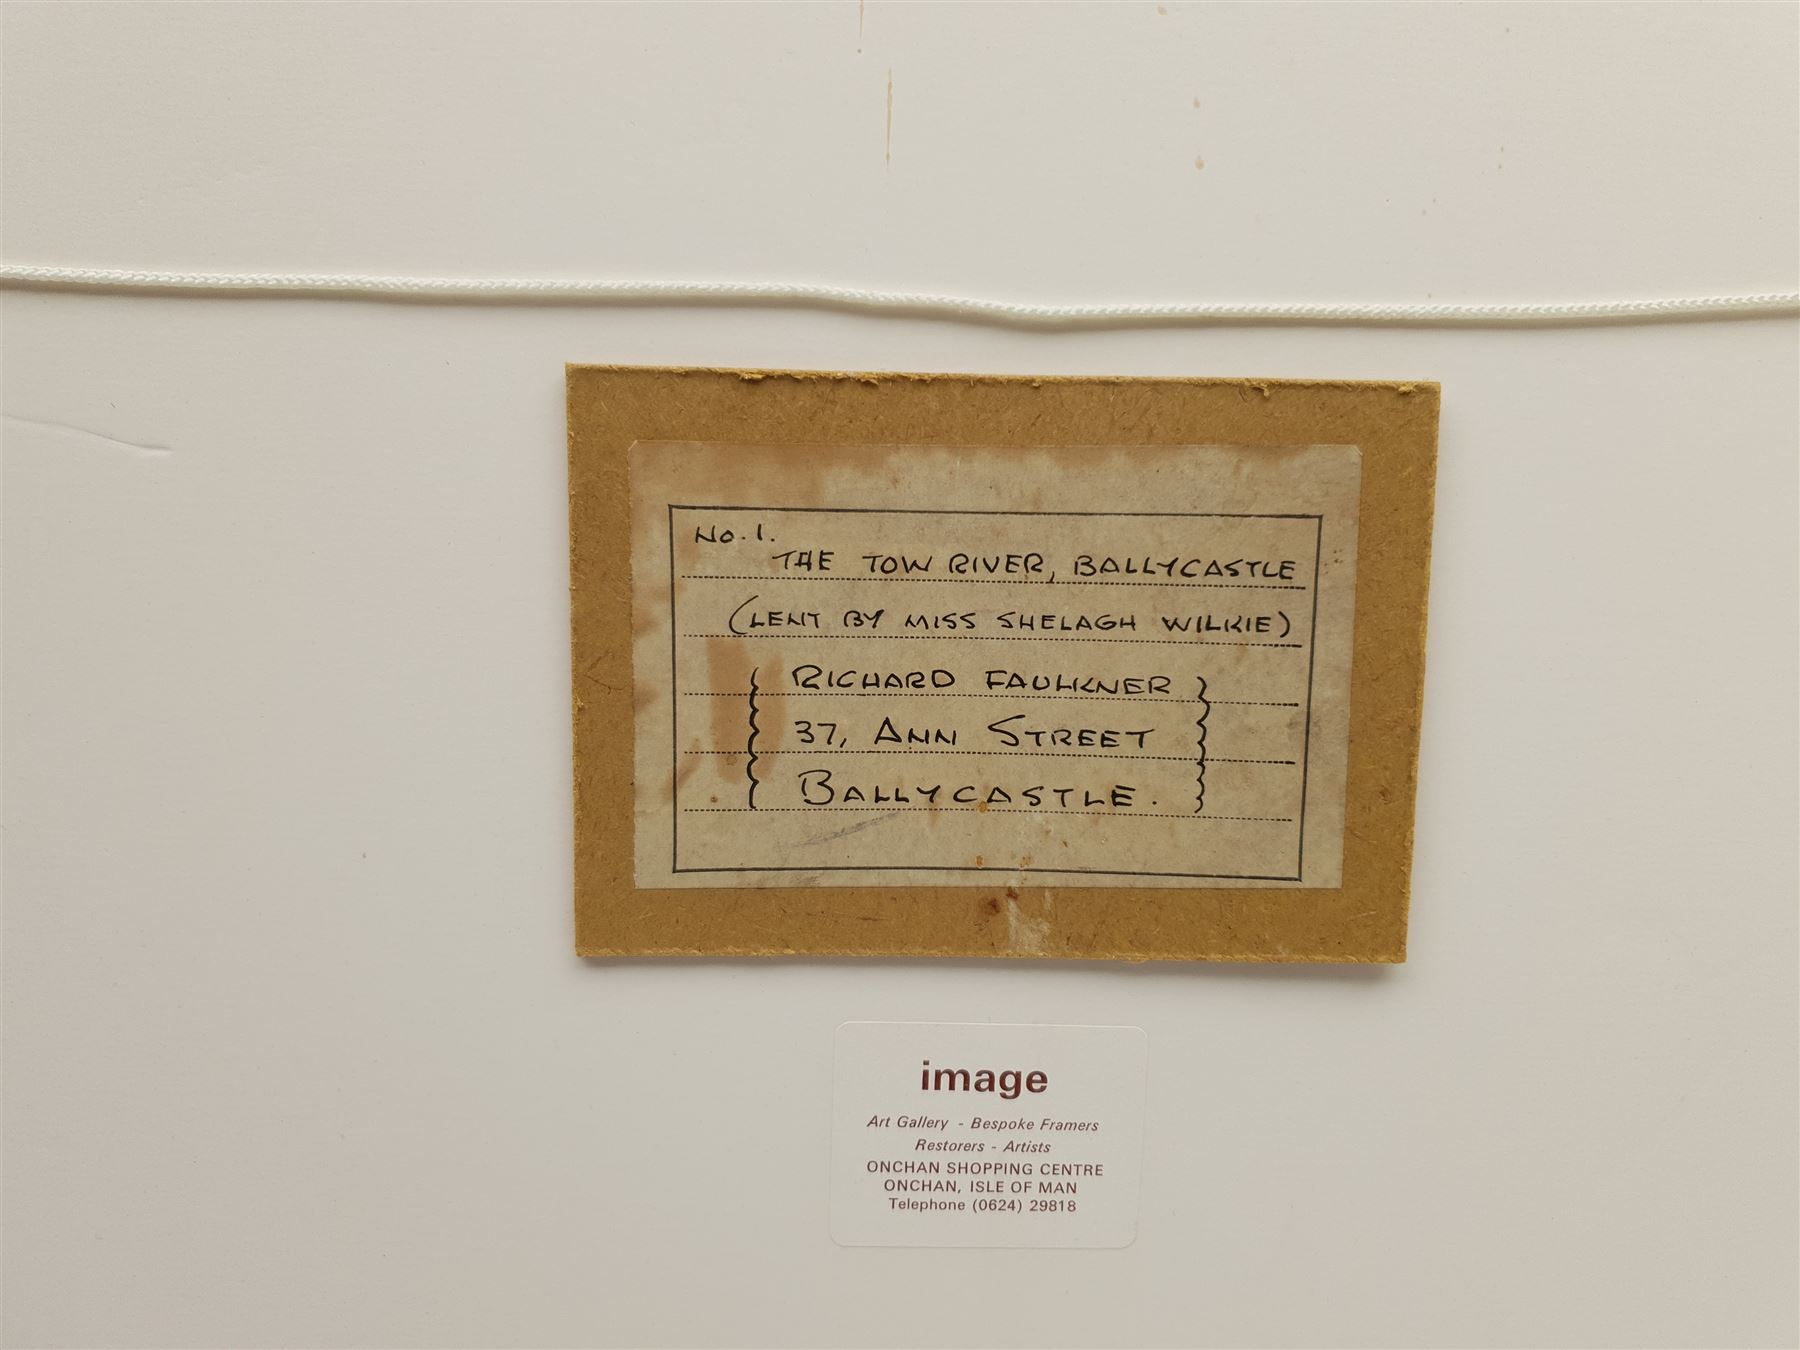 No. 1.
THE TOW RIVER, BALLYCASTLE
(LENT BY MISS SHELAGH WILKIE)
RICHARD FAULKNER
37, ANN STREET
BALLYCASTLE.
image
Art Gallery - Bespoke Framers
Restorers - Artists
ONCHAN SHOPPING CENTRE
ONCHAN, ISLE OF MAN
Telephone (0624) 29818